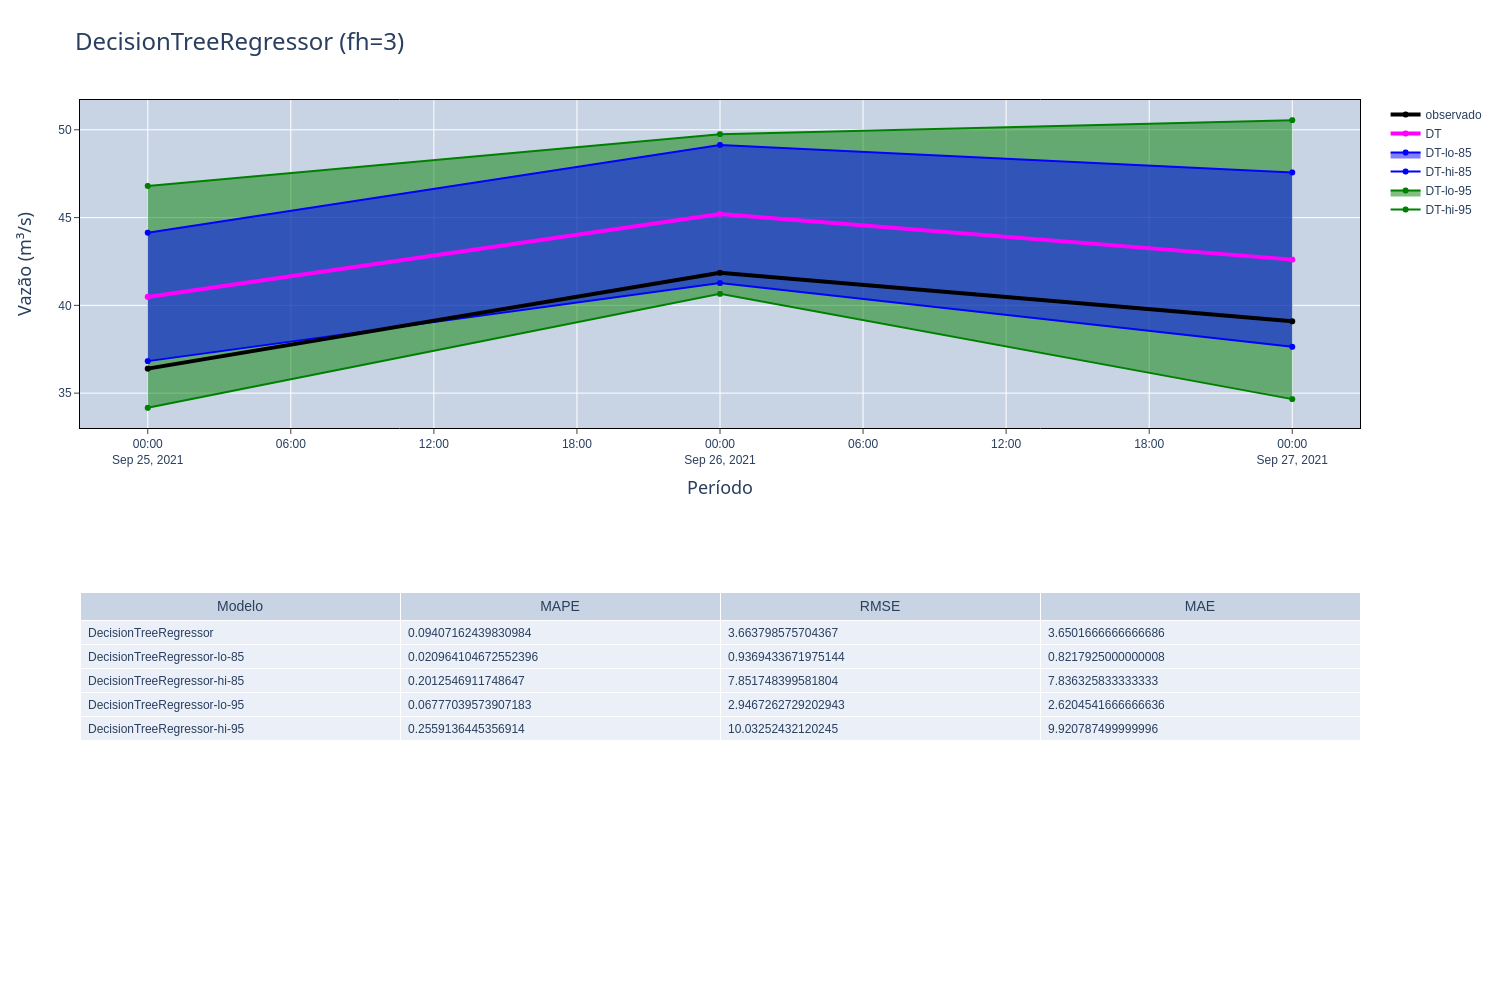 DecisionTreeRegressor (fh=3)
50
45
40
35
Vazão (m³/s)
00:00 06:00 12:00 18:00 00:00 06:00 12:00 18:00 00:00
Sep 25, 2021 Sep 26, 2021 Sep 27, 2021
Período
observado
DT
DT-lo-85
DT-hi-85
DT-lo-95
DT-hi-95
Modelo MAPE RMSE MAE
DecisionTreeRegressor 0.09407162439830984 3.663798575704367 3.6501666666666686
DecisionTreeRegressor-lo-85 0.020964104672552396 0.9369433671975144 0.8217925000000008
DecisionTreeRegressor-hi-85 0.2012546911748647 7.851748399581804 7.836325833333333
DecisionTreeRegressor-lo-95 0.06777039573907183 2.9467262729202943 2.6204541666666636
DecisionTreeRegressor-hi-95 0.2559136445356914 10.03252432120245 9.920787499999996